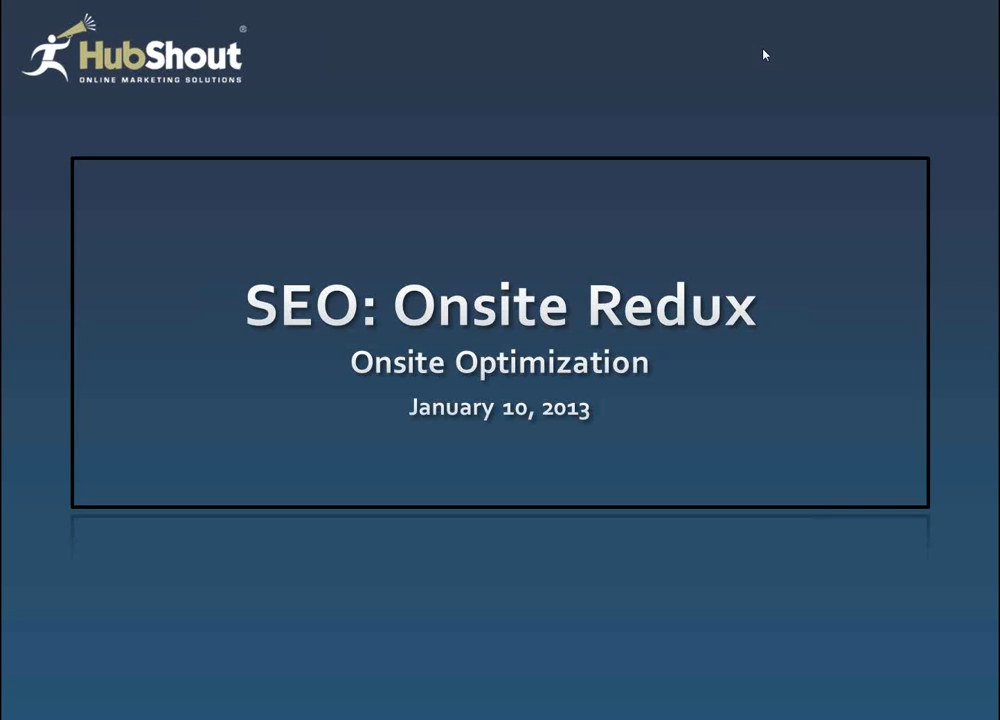 HubShout®
ONLINE MARKETING SOLUTIONS
SEO: Onsite Redux
Onsite Optimization
January 10, 2013